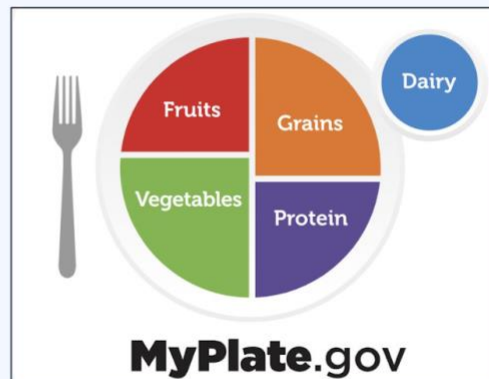 Dairy
Fruits
Grains
Vegetables
Protein
MyPlate.gov